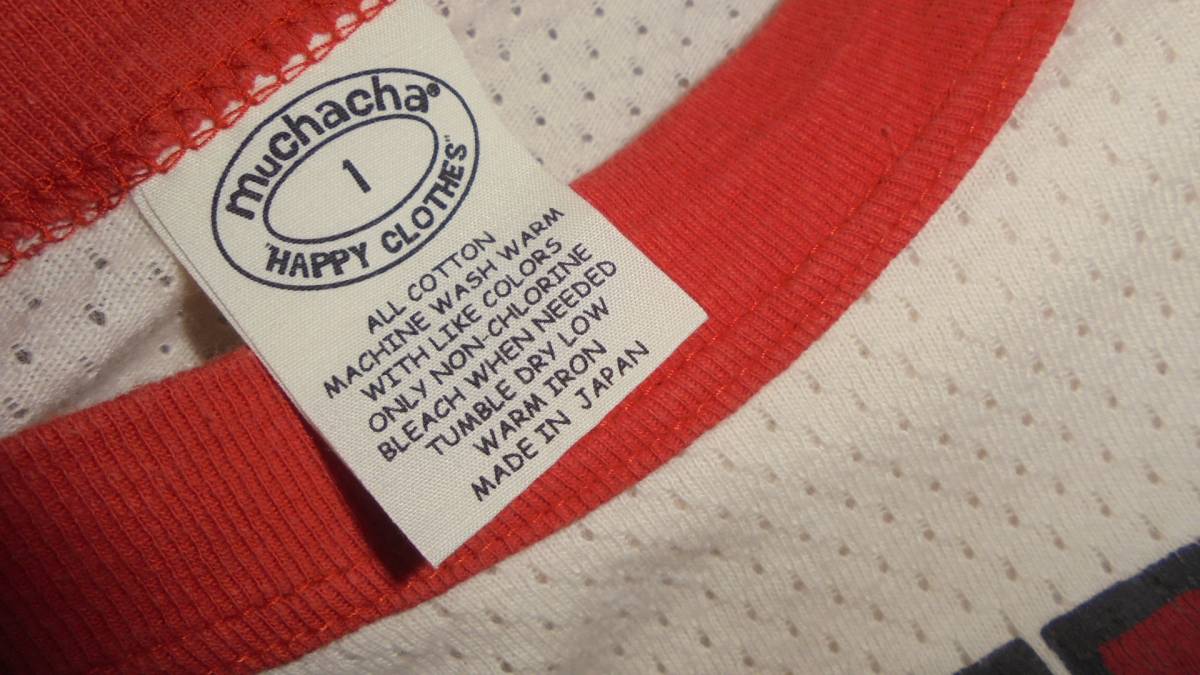 muchacha®
1
"HAPPY CLOTHES"
ALL COTTON
MACHINE WASH WARM
WITH LIKE COLORS
ONLY NON-CHLORINE
BLEACH WHEN NEEDED
TUMBLE DRY LOW
WARM IRON
MADE IN JAPAN